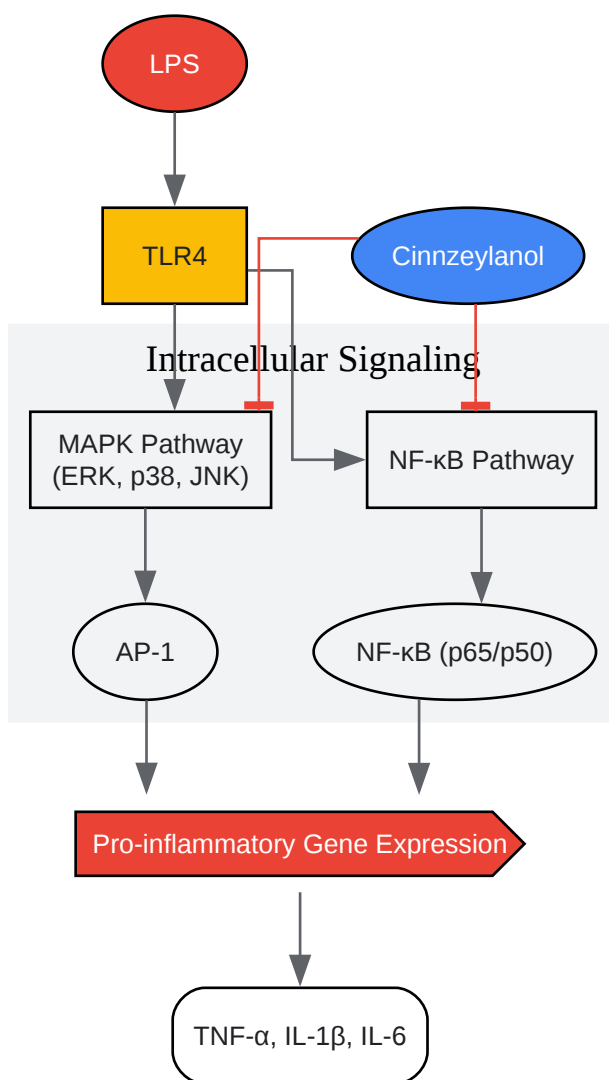 LPS
TLR4
Cinnzeylanol
Intracellular Signaling
MAPK Pathway
(ERK, p38, JNK)
NF-κB Pathway
AP-1
NF-κB (p65/p50)
Pro-inflammatory Gene Expression
TNF-α, IL-1β, IL-6